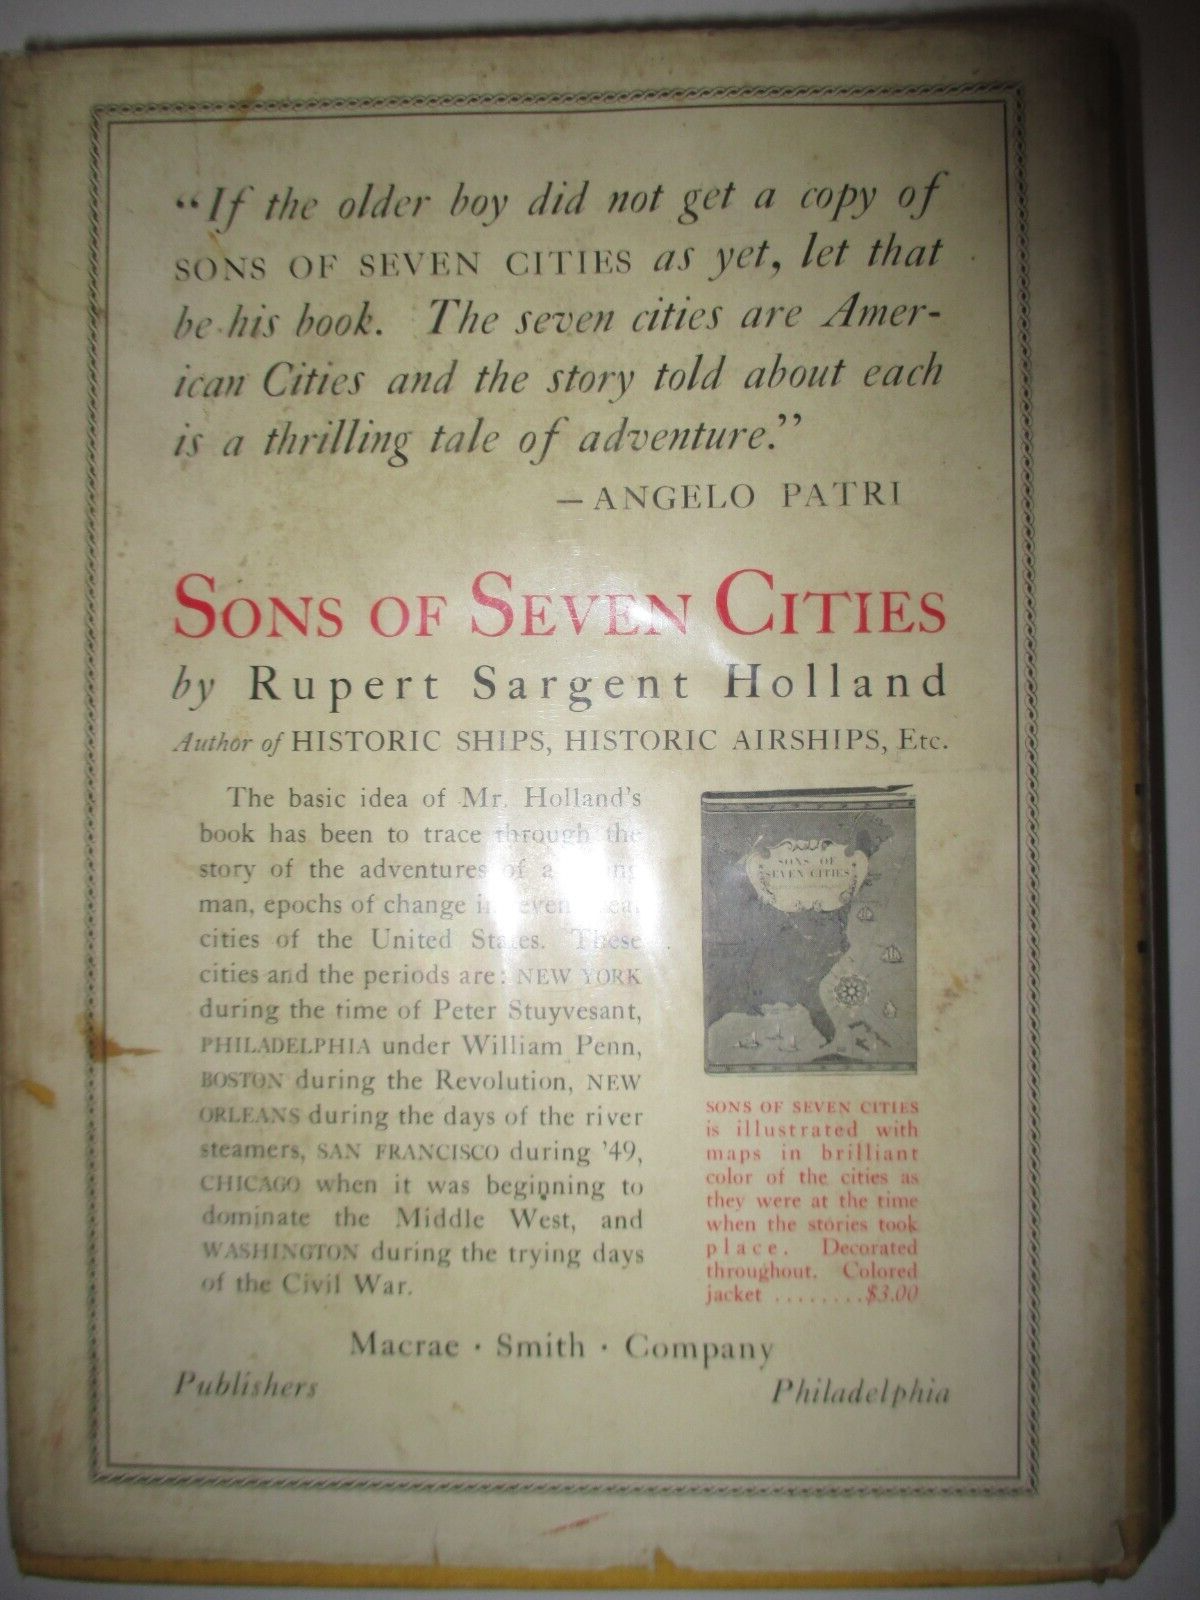 “If the older boy did not get a copy of
SONS OF SEVEN CITIES as yet, let that
be his book. The seven cities are Amer-
ican Cities and the story told about each
is a thrilling tale of adventure.”
—ANGELO PATRI
SONS OF SEVEN CITIES
by Rupert Sargent Holland
Author of HISTORIC SHIPS, HISTORIC AIRSHIPS, Etc.
The basic idea of Mr. Holland's
book has been to trace through the
story of the adventures of a
man, epochs of change
cities of the United States. These
cities and the periods are: NEW YORK
during the time of Peter Stuyvesant,
PHILADELPHIA under William Penn,
BOSTON during the Revolution, NEW
ORLEANS during the days of the river
steamers, SAN FRANCISCO during '49,
CHICAGO when it was beginning to
dominate the Middle West, and
WASHINGTON during the trying days
of the Civil War.
SONS OF
SEVEN CITIES
SONS OF SEVEN CITIES
is illustrated with
maps in brilliant
color of the cities as
they were at the time
when the stories took
place. Decorated
throughout. Colored
jacket ........$3.00
Macrae · Smith · Company
Publishers Philadelphia